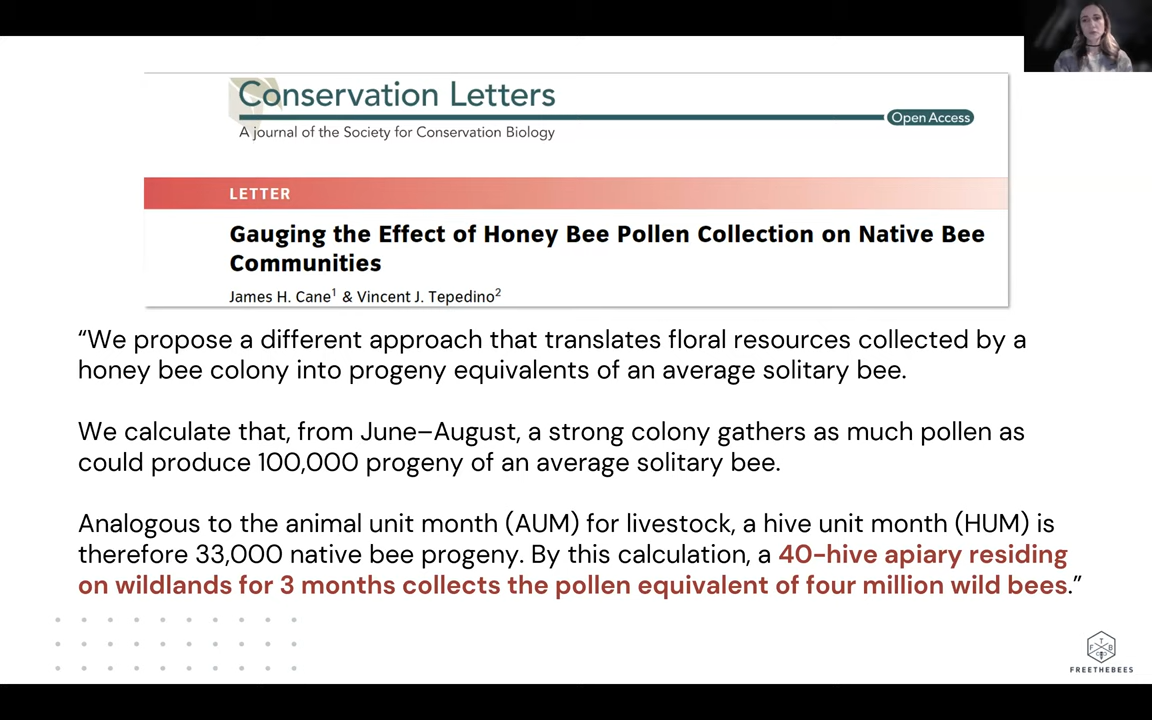 Conservation Letters
Open Access
A journal of the Society for Conservation Biology
LETTER
Gauging the Effect of Honey Bee Pollen Collection on Native Bee
Communities
James H. Cane¹ & Vincent J. Tepedino²
“We propose a different approach that translates floral resources collected by a
honey bee colony into progeny equivalents of an average solitary bee.
We calculate that, from June–August, a strong colony gathers as much pollen as
could produce 100,000 progeny of an average solitary bee.
Analogous to the animal unit month (AUM) for livestock, a hive unit month (HUM) is
therefore 33,000 native bee progeny. By this calculation, a 40-hive apiary residing
on wildlands for 3 months collects the pollen equivalent of four million wild bees.”
F T B
FREETHEBEES